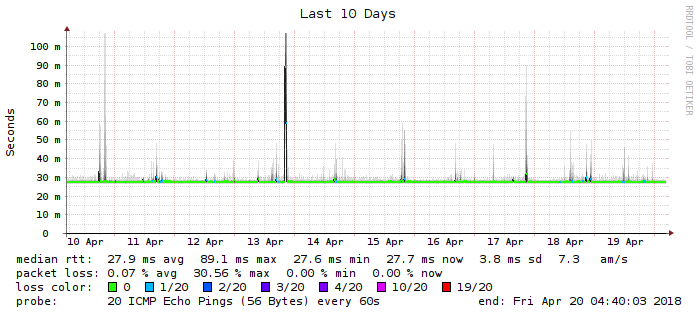 Last 10 Days
RRDTOOL / TOBI OETIKER
Seconds
100 m
90 m
80 m
70 m
60 m
50 m
40 m
30 m
20 m
10 m
0
10 Apr 11 Apr 12 Apr 13 Apr 14 Apr 15 Apr 16 Apr 17 Apr 18 Apr 19 Apr
median rtt: 27.9 ms avg 89.1 ms max 27.6 ms min 27.7 ms now 3.8 ms sd 7.3 am/s
packet loss: 0.07 % avg 30.56 % max 0.00 % min 0.00 % now
loss color: 0 1/20 2/20 3/20 4/20 10/20 19/20
probe: 20 ICMP Echo Pings (56 Bytes) every 60s end: Fri Apr 20 04:40:03 2018